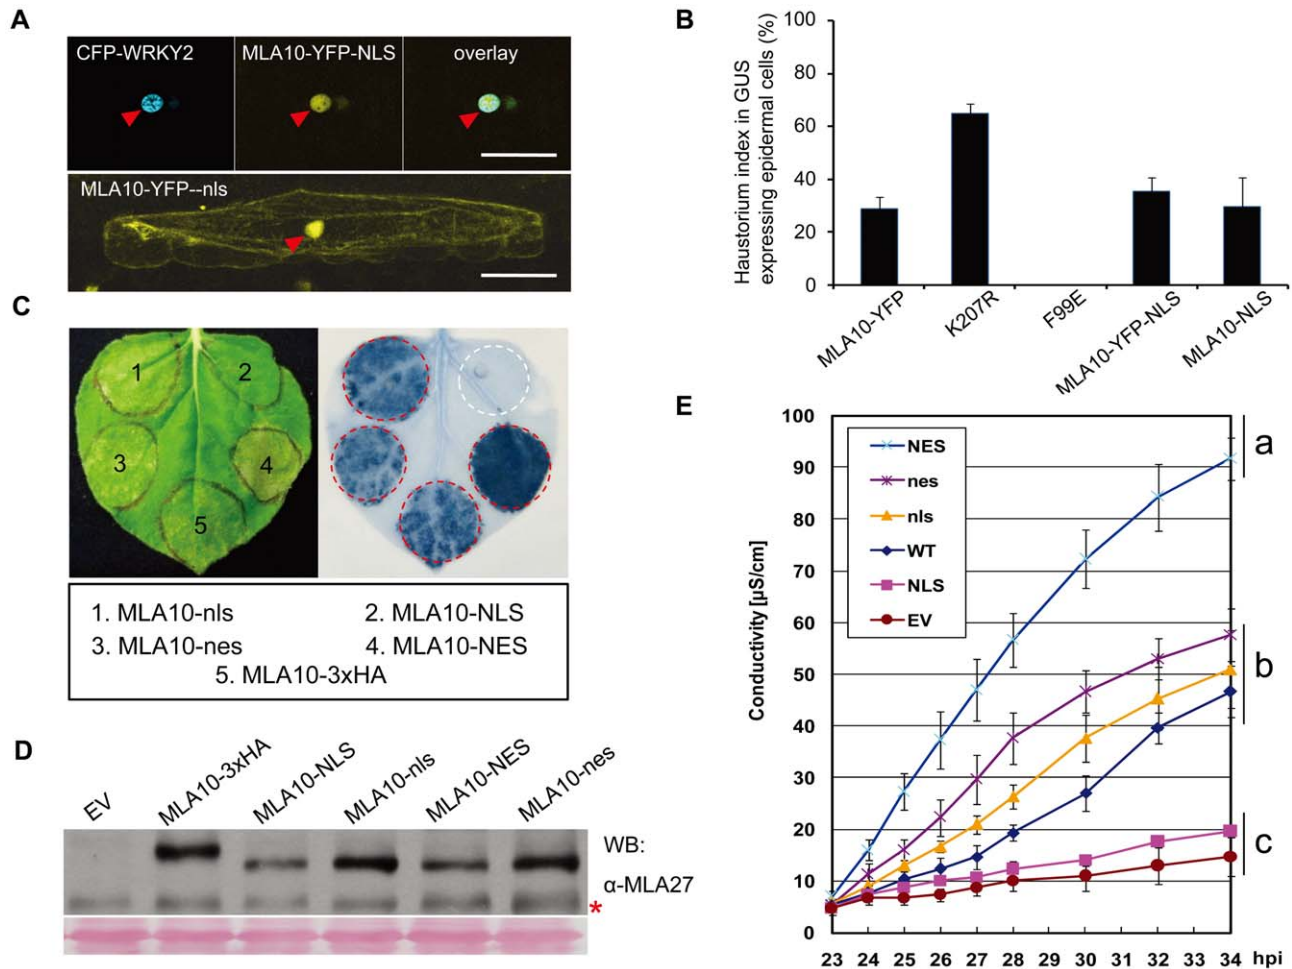 A
CFP-WRKY2
MLA10-YFP-NLS
overlay
MLA10-YFP--nls
B
Haustorium index in GUS
expressing epidermal cells (%)
100
80
60
40
20
0
MLA10-YFP
K207R
F99E
MLA10-YFP-NLS
MLA10-NLS
C
1
2
3
4
5
1. MLA10-nls
2. MLA10-NLS
3. MLA10-nes
4. MLA10-NES
5. MLA10-3xHA
D
EV
MLA10-3xHA
MLA10-NLS
MLA10-nls
MLA10-NES
MLA10-nes
WB:
α-MLA27
*
E
Conductivity [µS/cm]
100
90
80
70
60
50
40
30
20
10
0
NES
nes
nls
WT
NLS
EV
a
b
c
23 24 25 26 27 28 29 30 31 32 33 34 hpi